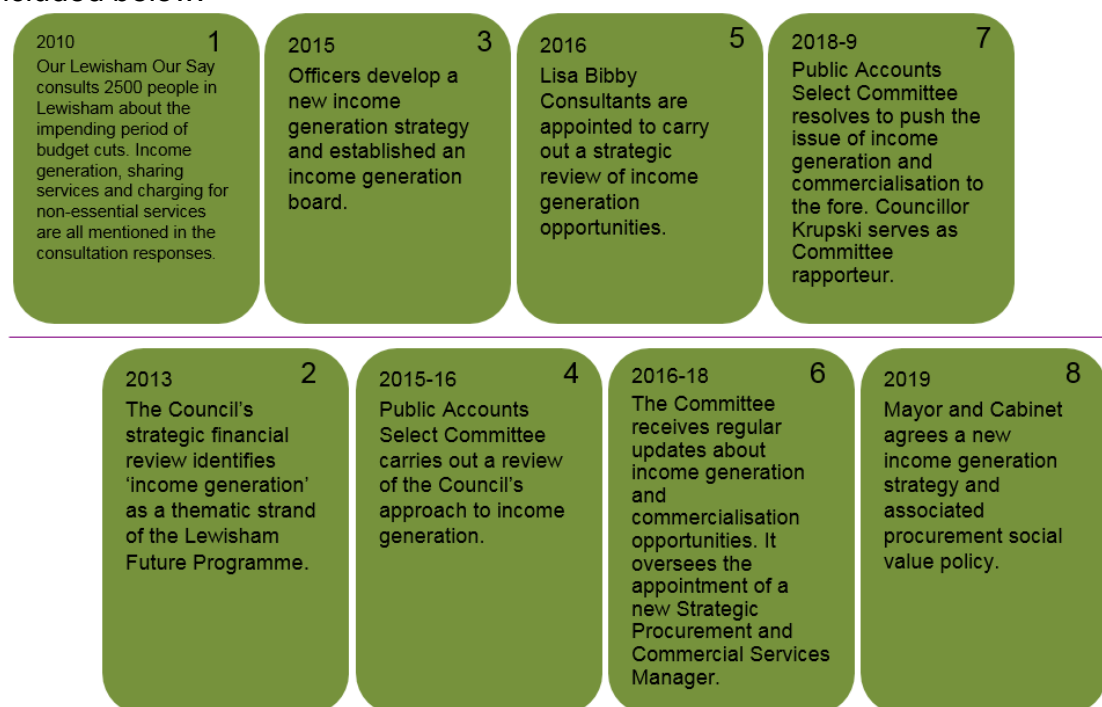 2010 1
Our Lewisham Our Say
consults 2500 people in
Lewisham about the
impending period of
budget cuts. Income
generation, sharing
services and charging for
non-essential services
are all mentioned in the
consultation responses.
2015 3
Officers develop a
new income
generation strategy
and established an
income generation
board.
2016 5
Lisa Bibby
Consultants are
appointed to carry
out a strategic
review of income
generation
opportunities.
2018-9 7
Public Accounts
Select Committee
resolves to push the
issue of income
generation and
commercialisation to
the fore. Councillor
Krupski serves as
Committee
rapporteur.
2013 2
The Council’s
strategic financial
review identifies
‘income generation’
as a thematic strand
of the Lewisham
Future Programme.
2015-16 4
Public Accounts
Select Committee
carries out a review
of the Council’s
approach to income
generation.
2016-18 6
The Committee
receives regular
updates about
income generation
and
commercialisation
opportunities. It
oversees the
appointment of a
new Strategic
Procurement and
Commercial Services
Manager.
2019 8
Mayor and Cabinet
agrees a new
income generation
strategy and
associated
procurement social
value policy.